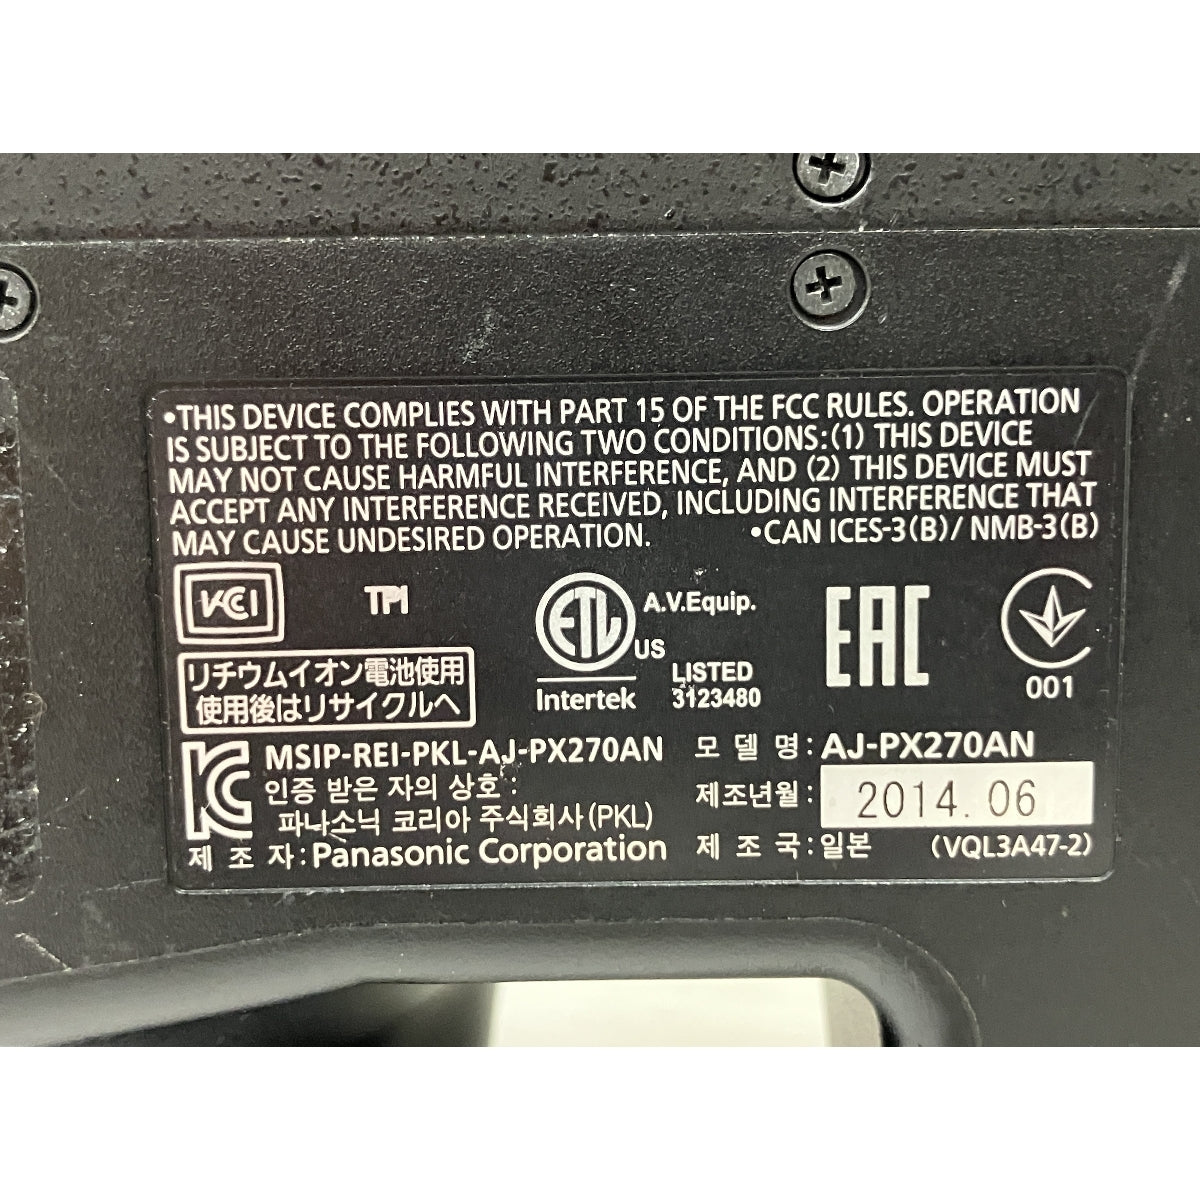 •THIS DEVICE COMPLIES WITH PART 15 OF THE FCC RULES. OPERATION
IS SUBJECT TO THE FOLLOWING TWO CONDITIONS:(1) THIS DEVICE
MAY NOT CAUSE HARMFUL INTERFERENCE, AND (2) THIS DEVICE MUST
ACCEPT ANY INTERFERENCE RECEIVED, INCLUDING INTERFERENCE THAT
MAY CAUSE UNDESIRED OPERATION. •CAN ICES-3(B)/ NMB-3(B)
VCCI
TP1
ETL
US
A.V.Equip.
LISTED
3123480
Intertek
EAC
001
リチウムイオン電池使用
使用後はリサイクルへ
KC
MSIP-REI-PKL-AJ-PX270AN
인증 받은 자의 상호 :
파나소닉 코리아 주식회사(PKL)
제 조 자:Panasonic Corporation
모 델 명:AJ-PX270AN
제조년월: 2014. 06
제 조 국:일본 (VQL3A47-2)